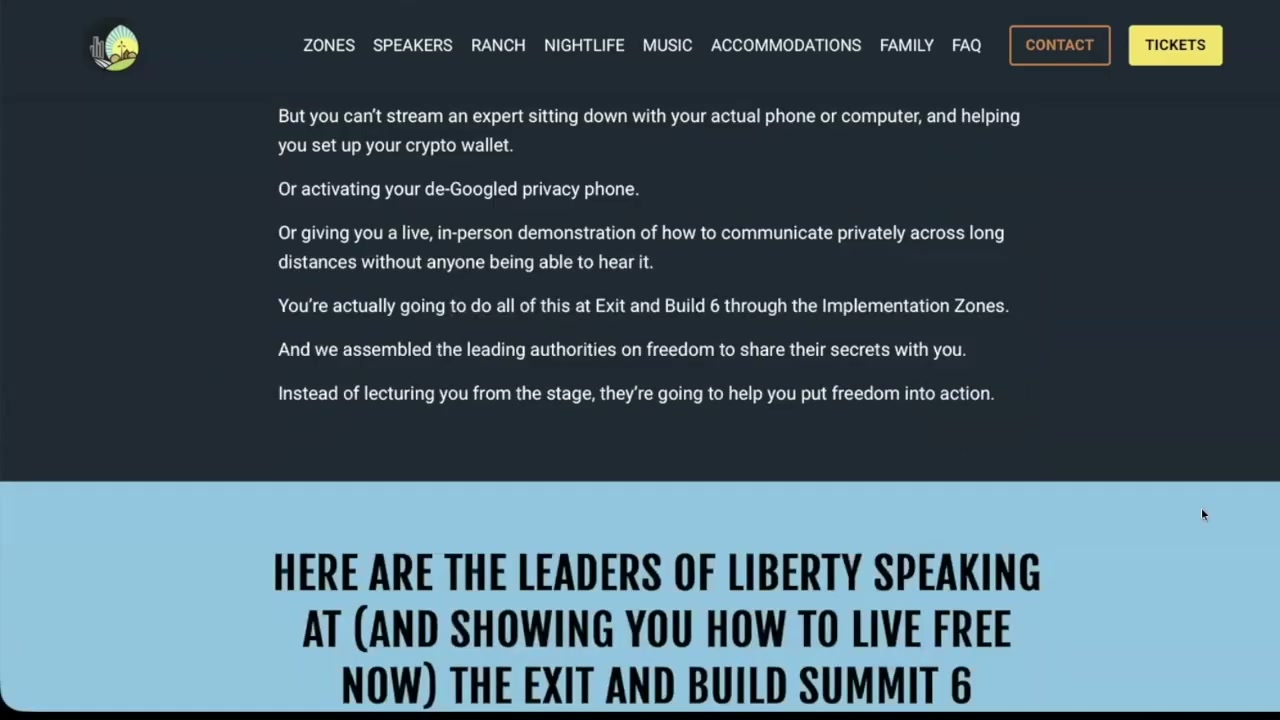 ZONES SPEAKERS RANCH NIGHTLIFE MUSIC ACCOMMODATIONS FAMILY FAQ CONTACT TICKETS
But you can’t stream an expert sitting down with your actual phone or computer, and helping
you set up your crypto wallet.
Or activating your de-Googled privacy phone.
Or giving you a live, in-person demonstration of how to communicate privately across long
distances without anyone being able to hear it.
You’re actually going to do all of this at Exit and Build 6 through the Implementation Zones.
And we assembled the leading authorities on freedom to share their secrets with you.
Instead of lecturing you from the stage, they’re going to help you put freedom into action.
HERE ARE THE LEADERS OF LIBERTY SPEAKING
AT (AND SHOWING YOU HOW TO LIVE FREE
NOW) THE EXIT AND BUILD SUMMIT 6